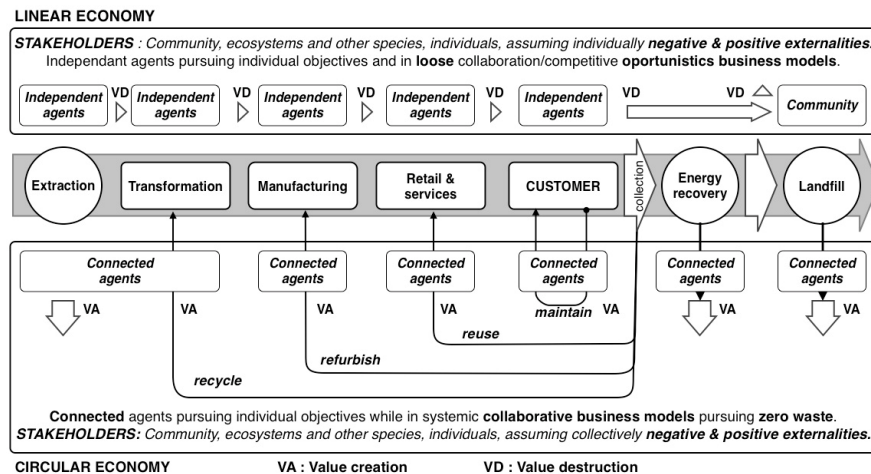 LINEAR ECONOMY
STAKEHOLDERS : Community, ecosystems and other species, individuals, assuming individually negative & positive externalities.
Independant agents pursuing individual objectives and in loose collaboration/competitive oportunistics business models.
Independent agents
VD
Independent agents
VD
Independent agents
VD
Independent agents
VD
Independent agents
VD
VD
Community
Extraction
Transformation
Manufacturing
Retail & services
CUSTOMER
collection
Energy recovery
Landfill
Connected agents
Connected agents
Connected agents
Connected agents
Connected agents
Connected agents
VA
VA
VA
VA
maintain
VA
VA
VA
reuse
refurbish
recycle
Connected agents pursuing individual objectives while in systemic collaborative business models pursuing zero waste.
STAKEHOLDERS: Community, ecosystems and other species, individuals, assuming collectively negative & positive externalities.
CIRCULAR ECONOMY
VA : Value creation
VD : Value destruction